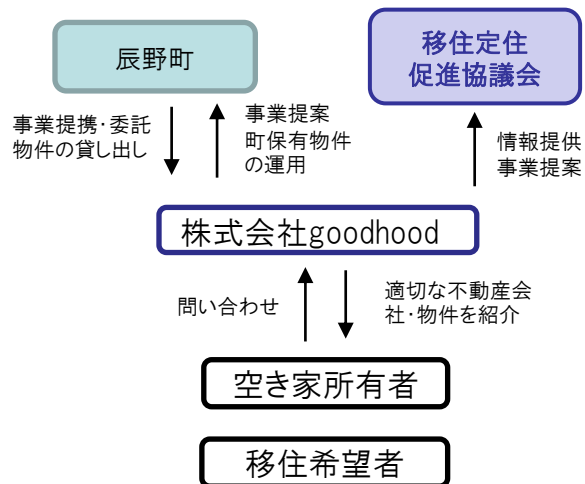 辰野町
移住定住
促進協議会
事業提携・委託
物件の貸し出し
事業提案
町保有物件
の運用
情報提供
事業提案
株式会社goodhood
問い合わせ
適切な不動産会
社・物件を紹介
空き家所有者
移住希望者